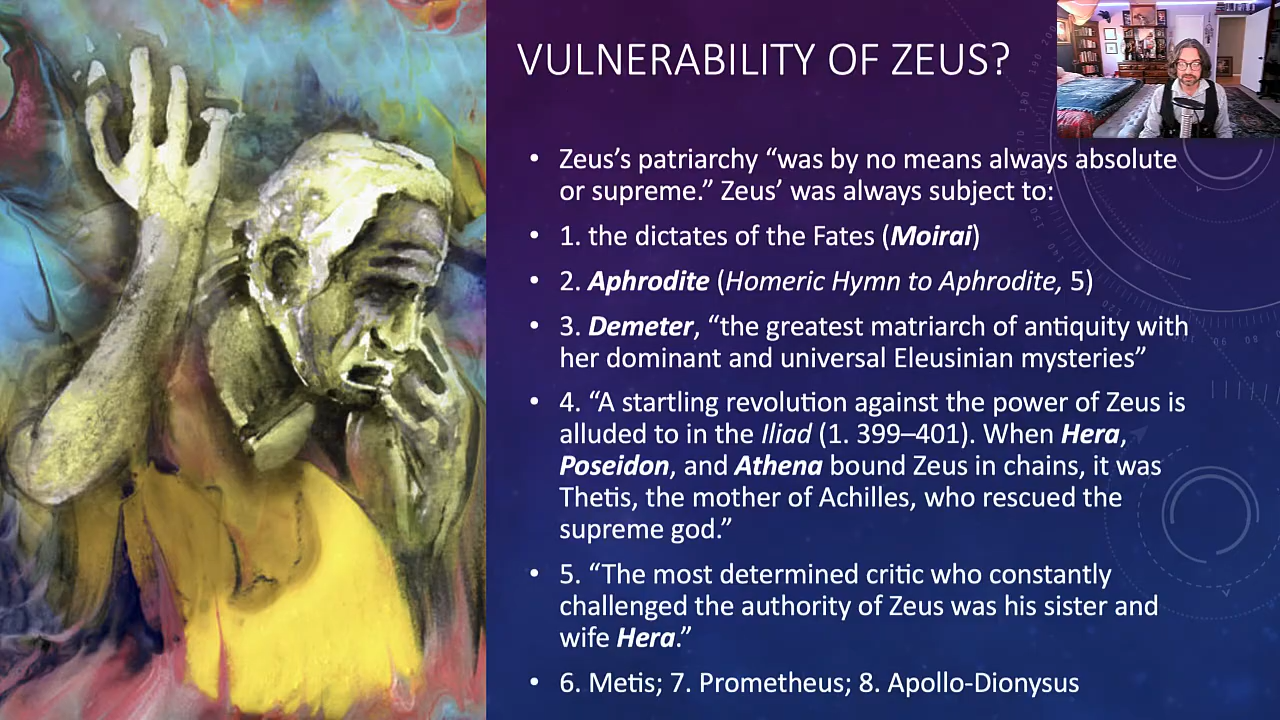 VULNERABILITY OF ZEUS?
• Zeus’s patriarchy “was by no means always absolute
or supreme.” Zeus’ was always subject to:
• 1. the dictates of the Fates (Moirai)
• 2. Aphrodite (Homeric Hymn to Aphrodite, 5)
• 3. Demeter, “the greatest matriarch of antiquity with
her dominant and universal Eleusinian mysteries”
• 4. “A startling revolution against the power of Zeus is
alluded to in the Iliad (1. 399–401). When Hera,
Poseidon, and Athena bound Zeus in chains, it was
Thetis, the mother of Achilles, who rescued the
supreme god.”
• 5. “The most determined critic who constantly
challenged the authority of Zeus was his sister and
wife Hera.”
• 6. Metis; 7. Prometheus; 8. Apollo-Dionysus